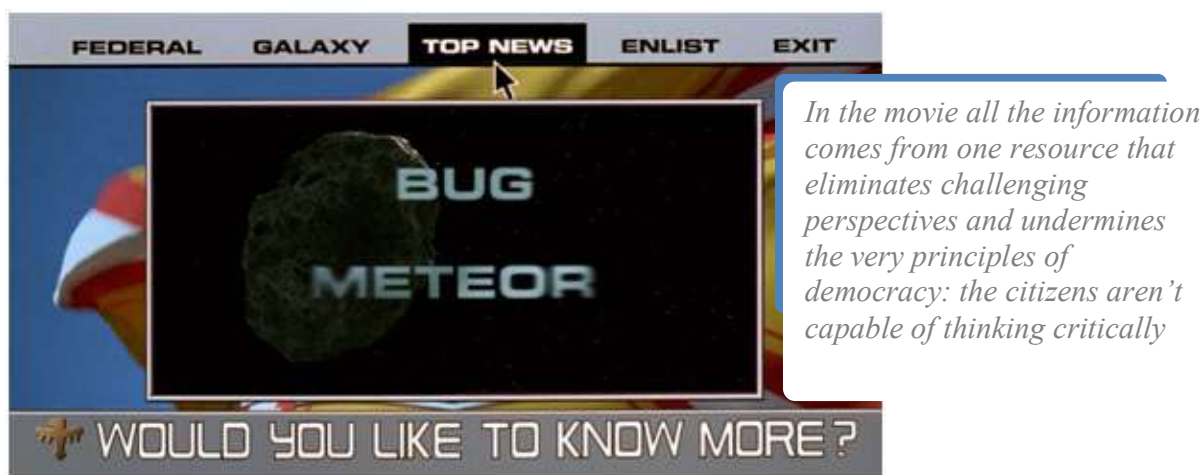 FEDERAL GALAXY TOP NEWS ENLIST EXIT
BUG
METEOR
WOULD YOU LIKE TO KNOW MORE?
In the movie all the information
comes from one resource that
eliminates challenging
perspectives and undermines
the very principles of
democracy: the citizens aren’t
capable of thinking critically